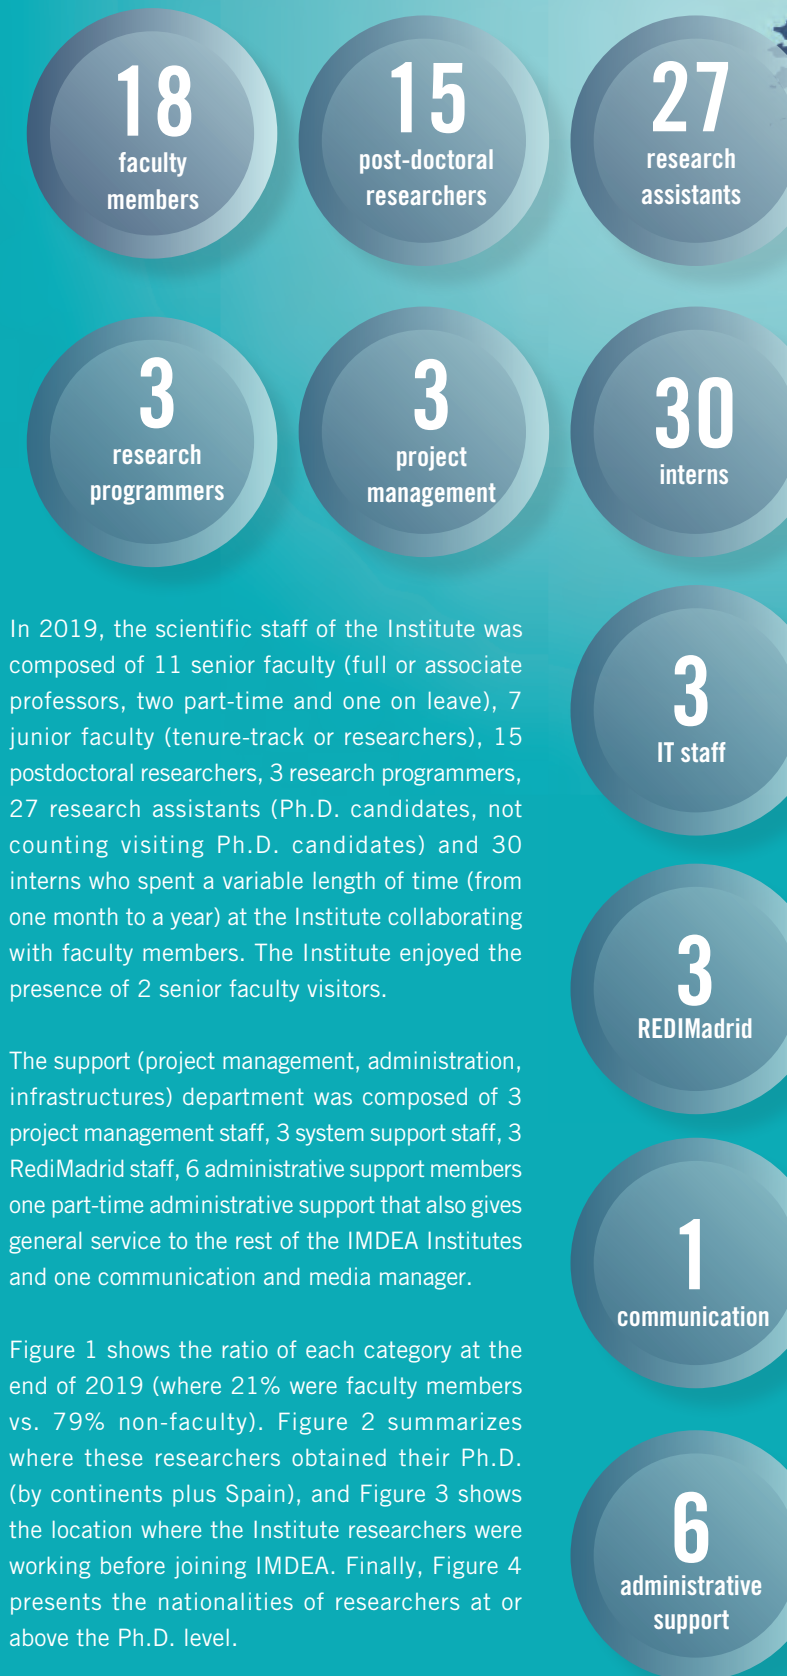 18
faculty
members
15
post-doctoral
researchers
27
research
assistants
3
research
programmers
3
project
management
30
interns
In 2019, the scientific staff of the Institute was
composed of 11 senior faculty (full or associate
professors, two part-time and one on leave), 7
junior faculty (tenure-track or researchers), 15
postdoctoral researchers, 3 research programmers,
27 research assistants (Ph.D. candidates, not
counting visiting Ph.D. candidates) and 30
interns who spent a variable length of time (from
one month to a year) at the Institute collaborating
with faculty members. The Institute enjoyed the
presence of 2 senior faculty visitors.
The support (project management, administration,
infrastructures) department was composed of 3
project management staff, 3 system support staff, 3
RediMadrid staff, 6 administrative support members
one part-time administrative support that also gives
general service to the rest of the IMDEA Institutes
and one communication and media manager.
Figure 1 shows the ratio of each category at the
end of 2019 (where 21% were faculty members
vs. 79% non-faculty). Figure 2 summarizes
where these researchers obtained their Ph.D.
(by continents plus Spain), and Figure 3 shows
the location where the Institute researchers were
working before joining IMDEA. Finally, Figure 4
presents the nationalities of researchers at or
above the Ph.D. level.
3
IT staff
3
REDIMadrid
1
communication
6
administrative
support